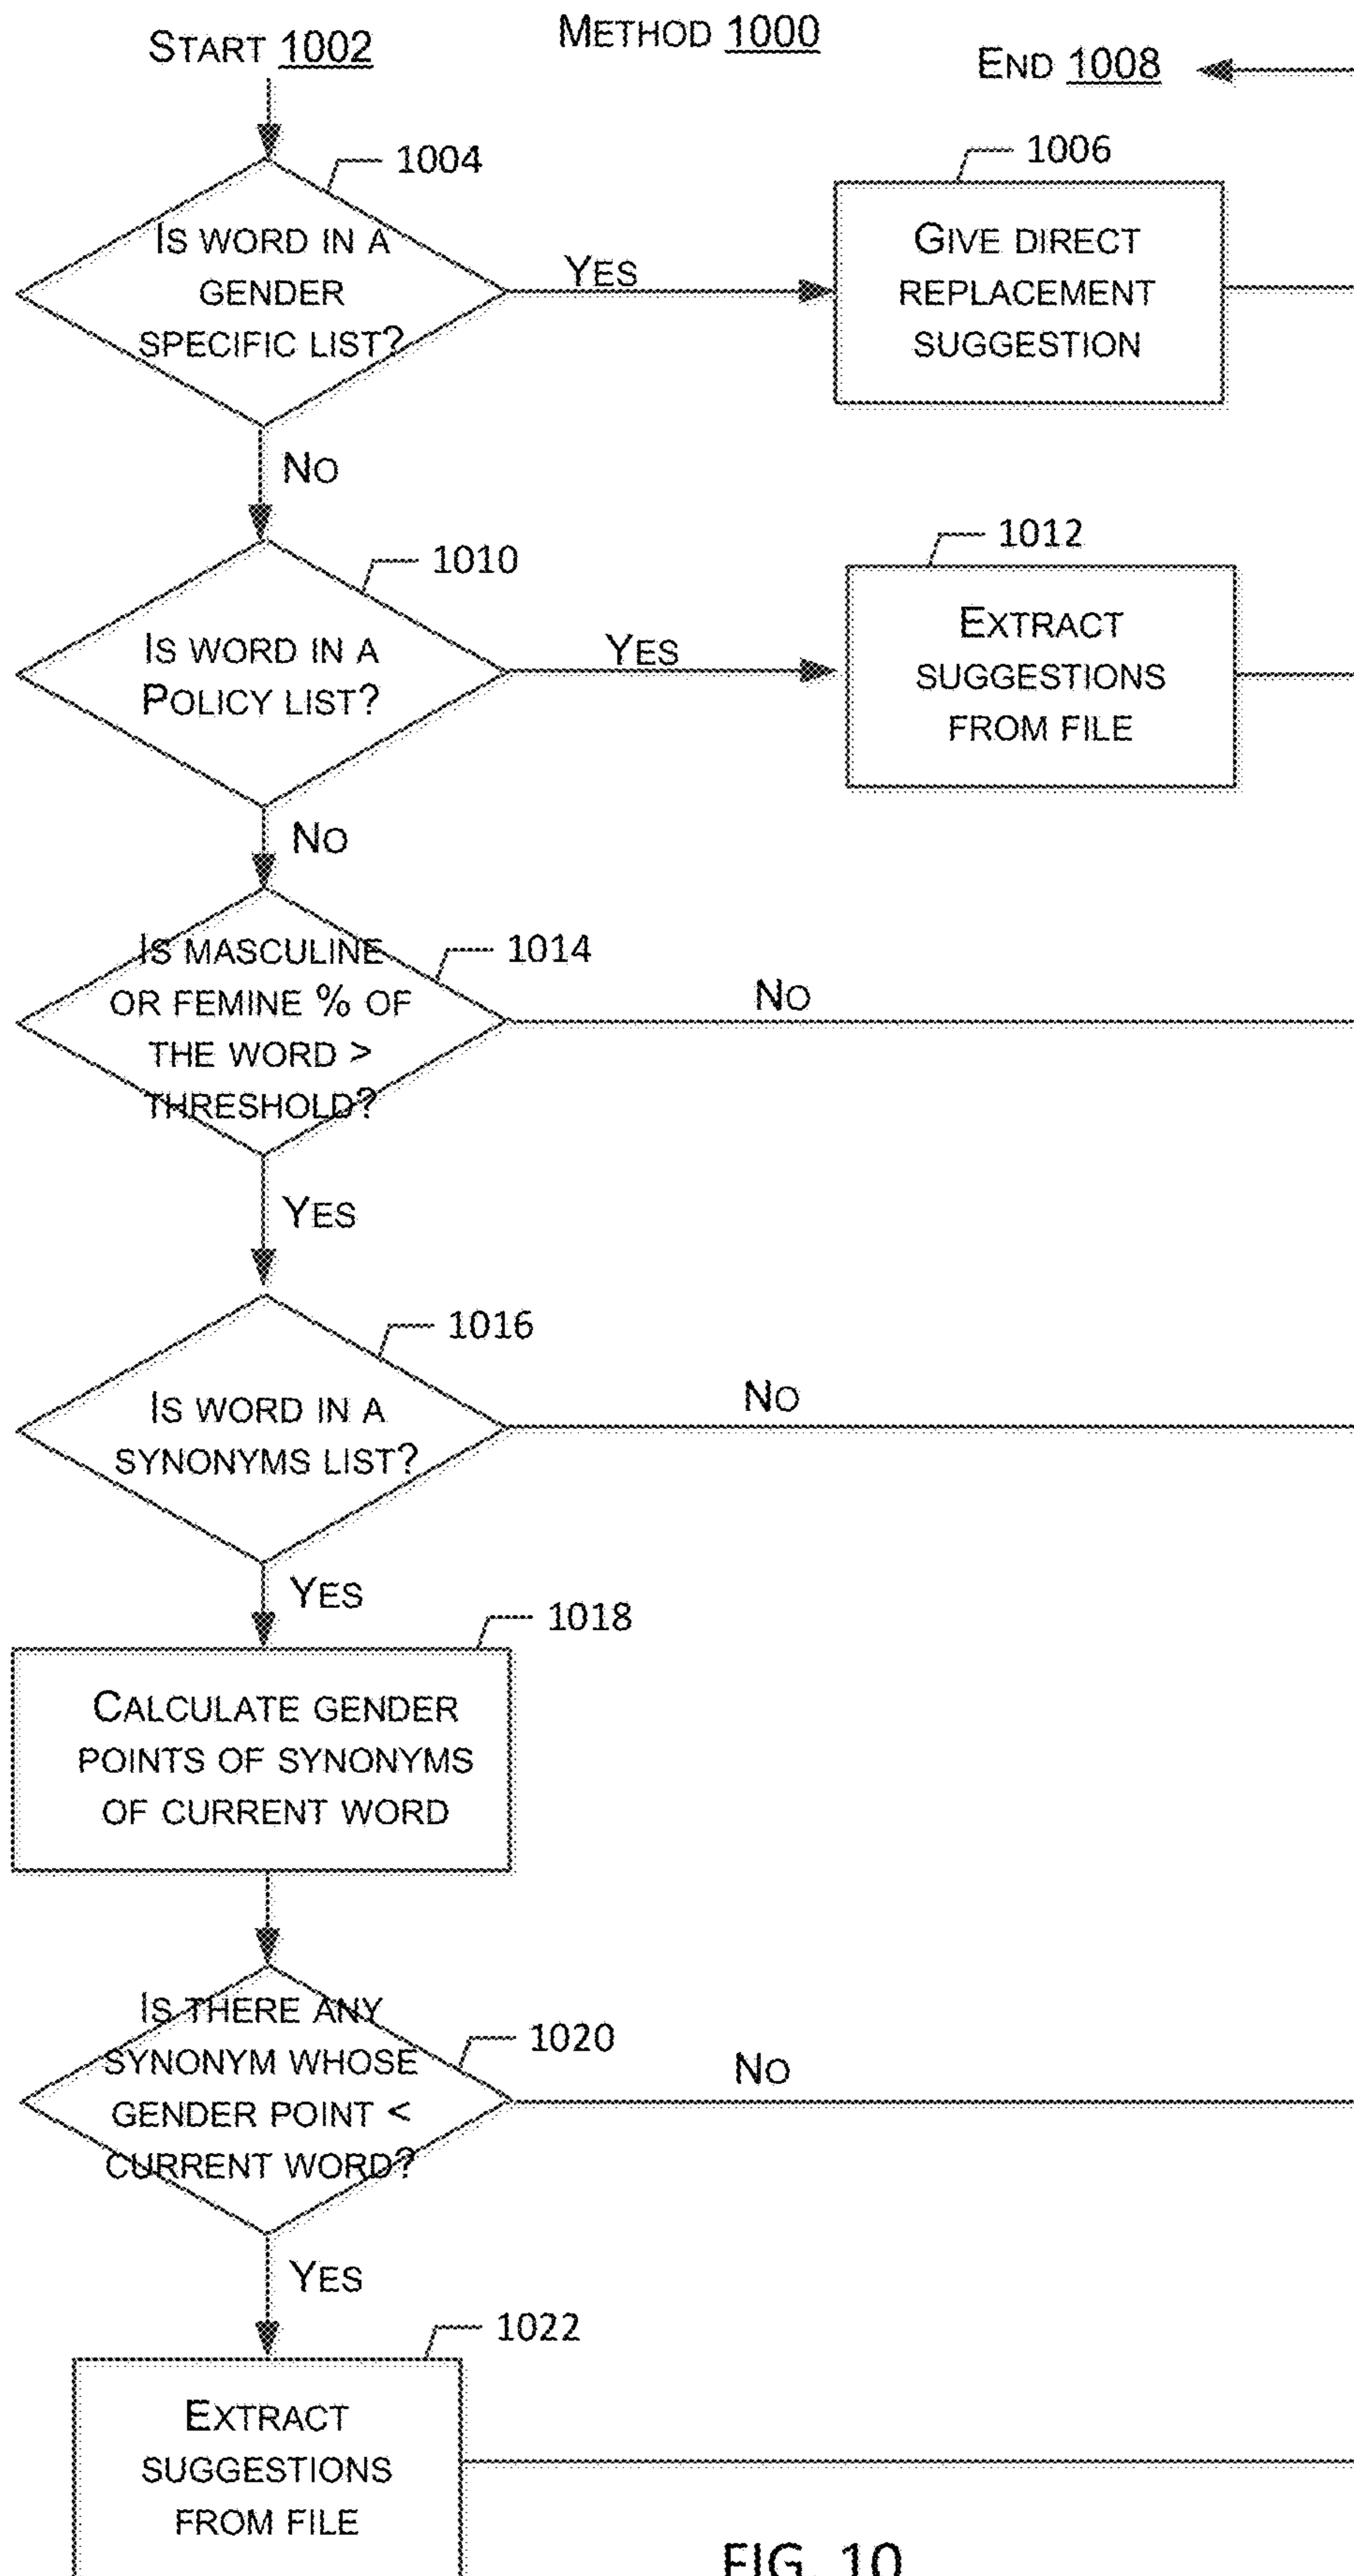 METHOD 1000
START 1002
END 1008
1004
1006
IS WORD IN A
GENDER
SPECIFIC LIST?
YES
GIVE DIRECT
REPLACEMENT
SUGGESTION
NO
1010
1012
IS WORD IN A
POLICY LIST?
YES
EXTRACT
SUGGESTIONS
FROM FILE
NO
1014
IS MASCULINE
OR FEMINE % OF
THE WORD >
THRESHOLD?
NO
YES
1016
IS WORD IN A
SYNONYMS LIST?
NO
YES
1018
CALCULATE GENDER
POINTS OF SYNONYMS
OF CURRENT WORD
1020
IS THERE ANY
SYNONYM WHOSE
GENDER POINT <
CURRENT WORD?
NO
YES
1022
EXTRACT
SUGGESTIONS
FROM FILE
FIG. 10